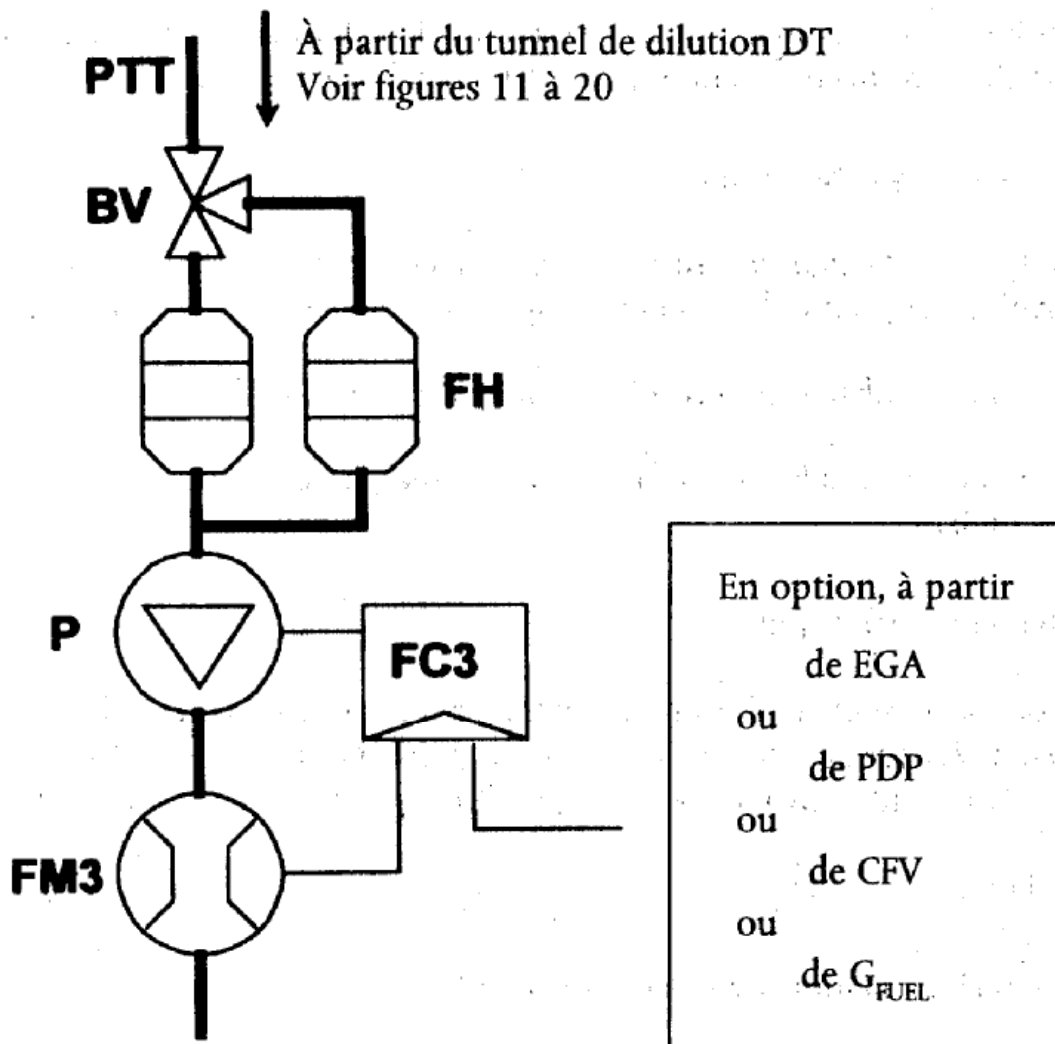 À partir du tunnel de dilution DT
Voir figures 11 à 20
PTT
BV
FH
P
FC3
FM3
En option, à partir
de EGA
ou
de PDP
ou
de CFV
ou
de G_FUEL